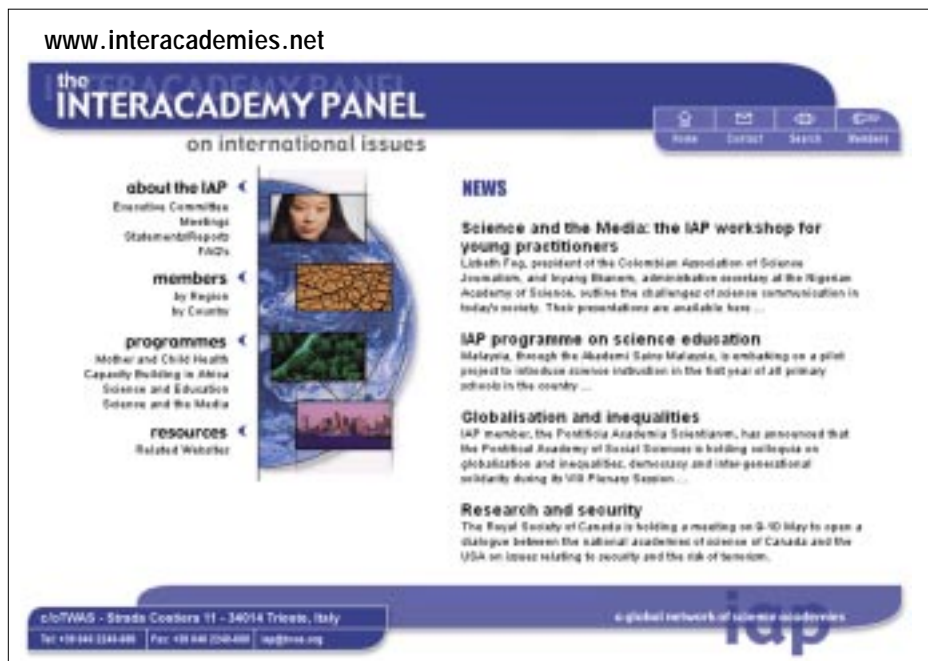 www.interacademies.net
the
INTERACADEMY PANEL
on international issues
Home Contact Search Members
about the IAP
Executive Committee
Meetings
Statements/Reports
FAQs
members
by Region
by Country
programmes
Mother and Child Health
Capacity Building in Africa
Science and Education
Science and the Media
resources
Related Websites
NEWS
Science and the Media: the IAP workshop for
young practitioners
Lisbeth Fog, president of the Colombian Association of Science
Journalism, and Inyang administrative secretary at the Nigerian
Academy of Science, outline the challenges of science communication in
today's society. Their presentations are available here ...
IAP programme on science education
Malaysia, through the Akademi Sains Malaysia, is embarking on a pilot
project to introduce science instruction in the first year of all primary
schools in the country ...
Globalisation and inequalities
IAP member, the Pontificia Academia Scientiarvm, has announced that
the Pontifical Academy of Social Sciences is holding colloquia on
globalisation and inequalities, democracy and inter-generational
solidarity during its VIII Plenary Session ...
Research and security
The Royal Society of Canada is holding a meeting on 9-10 May to open a
dialogue between the national academies of science of Canada and the
USA on issues relating to security and the risk of terrorism.
c/oTWAS - Strada Costiera 11 - 34014 Trieste, Italy
a global network of science academies
Tel: Fax: iap@twas.org
iap